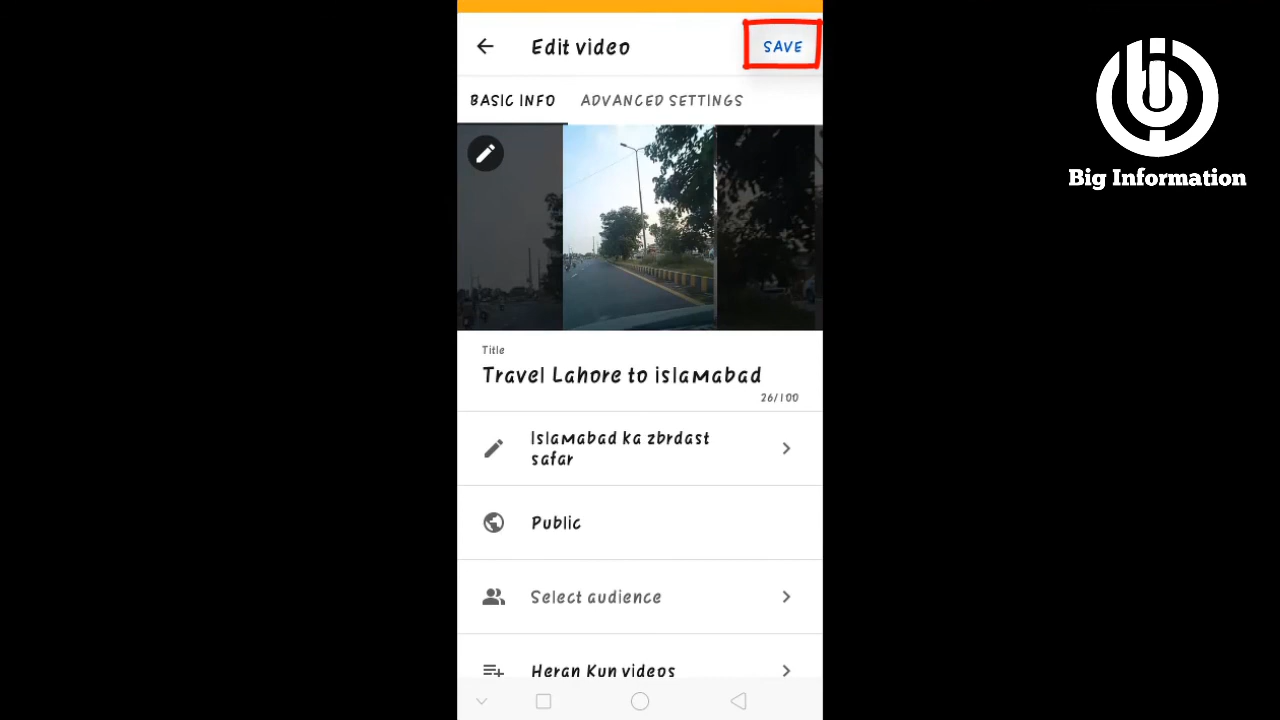 Edit video
SAVE
BASIC INFO
ADVANCED SETTINGS
Big Information
Title
Travel Lahore to islamabad
26/100
Islamabad ka zbrdast
safar
Public
Select audience
Heran Kun videos